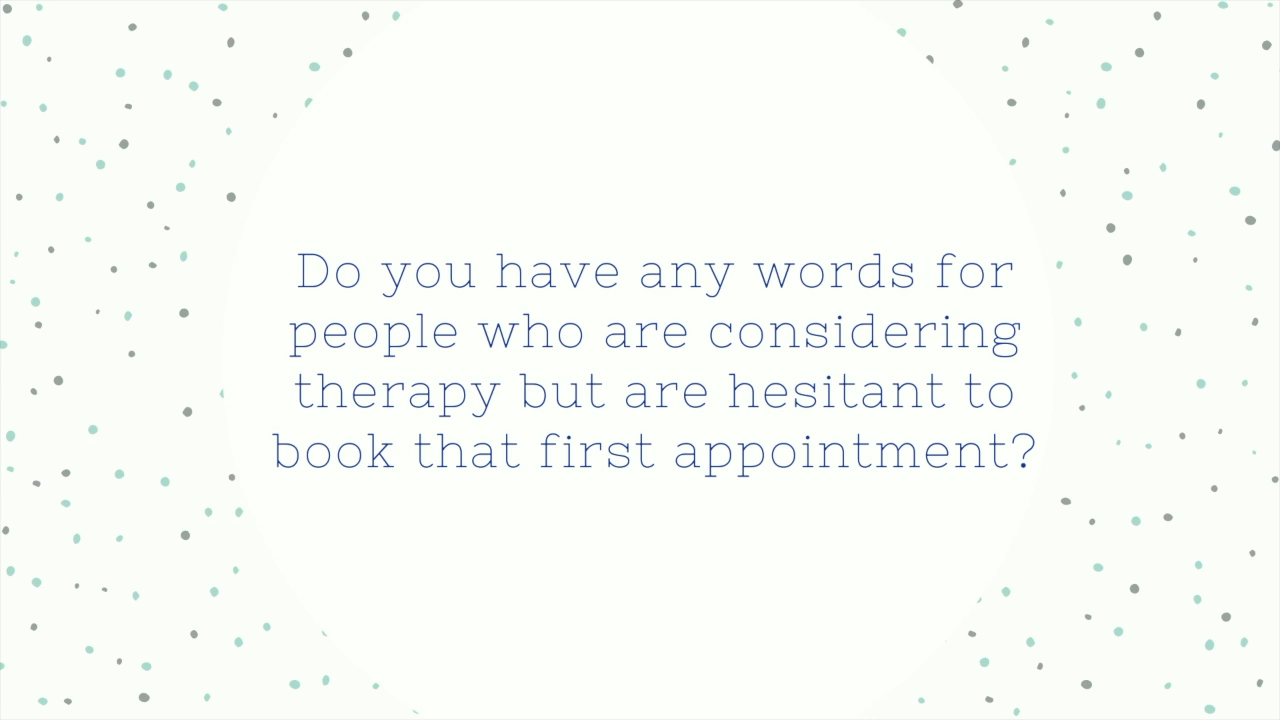 Do you have any words for
people who are considering
therapy but are hesitant to
book that first appointment?